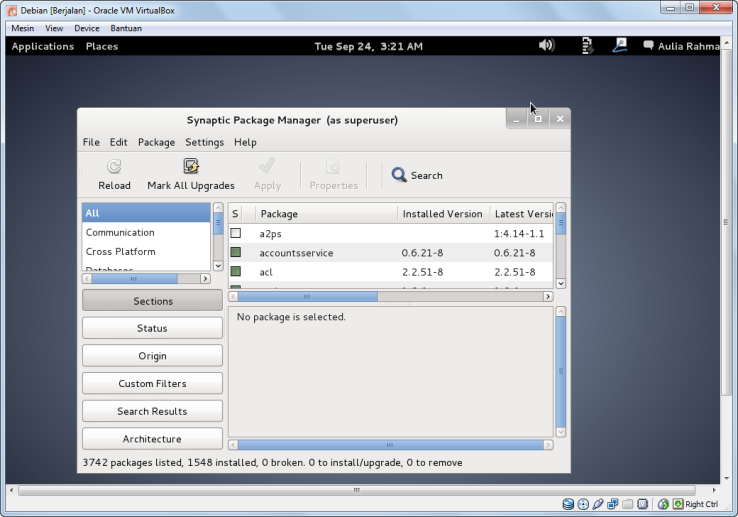 Debian [Berjalan] - Oracle VM VirtualBox
Mesin View Device Bantuan
Applications Places Tue Sep 24, 3:21 AM Aulia Rahma
Synaptic Package Manager (as superuser)
File Edit Package Settings Help
Reload Mark All Upgrades Apply Properties Search
All
Communication
Cross Platform
Databases
S Package Installed Version Latest Versi
a2ps 1:4.14-1.1
accountsservice 0.6.21-8 0.6.21-8
acl 2.2.51-8 2.2.51-8
Sections
Status
Origin
Custom Filters
Search Results
Architecture
No package is selected.
3742 packages listed, 1548 installed, 0 broken. 0 to install/upgrade, 0 to remove
Right Ctrl